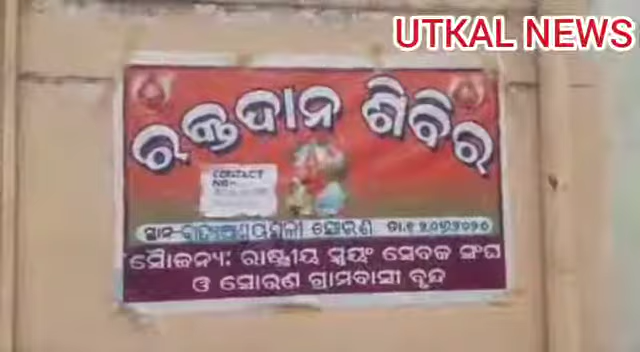 UTKAL NEWS
ରକ୍ତଦାନ ଶିବିର
CONTACT
NO:-
ସ୍ଥାନ- ସୋରଣ
ସୌଜନ୍ୟ: ରାଷ୍ଟ୍ରୀୟ ସ୍ୱୟଂ ସେବକ ସଂଘ
ଓ ସୋରଣ ଗ୍ରାମବାସୀ ବୃନ୍ଦ